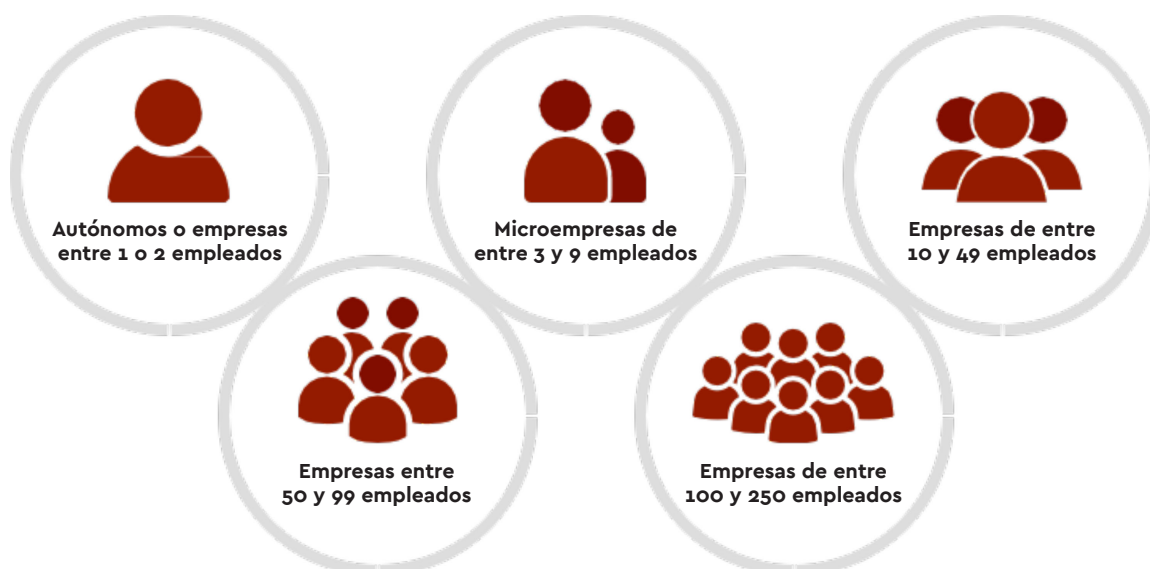 Autónomos o empresas
entre 1 o 2 empleados
Microempresas de
entre 3 y 9 empleados
Empresas de entre
10 y 49 empleados
Empresas entre
50 y 99 empleados
Empresas de entre
100 y 250 empleados